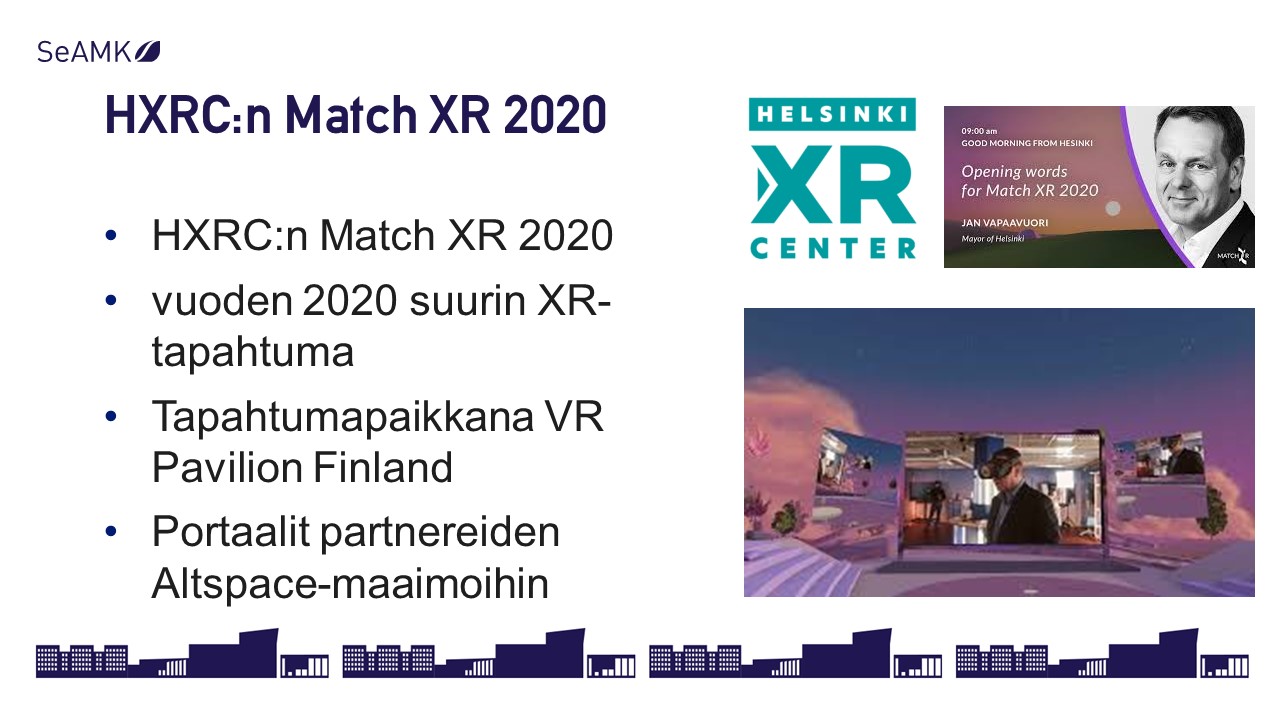 SeAMK
HXRC:n Match XR 2020
• HXRC:n Match XR 2020
• vuoden 2020 suurin XR-
tapahtuma
• Tapahtumapaikkana VR
Pavilion Finland
• Portaalit partnereiden
Altspace-maaimoihin
HELSINKI
XR
CENTER
09:00 am
GOOD MORNING FROM HESINKI
Opening words
for Match XR 2020
JAN VAPAAVUORI
Mayor of Helsinki
MATCH XR